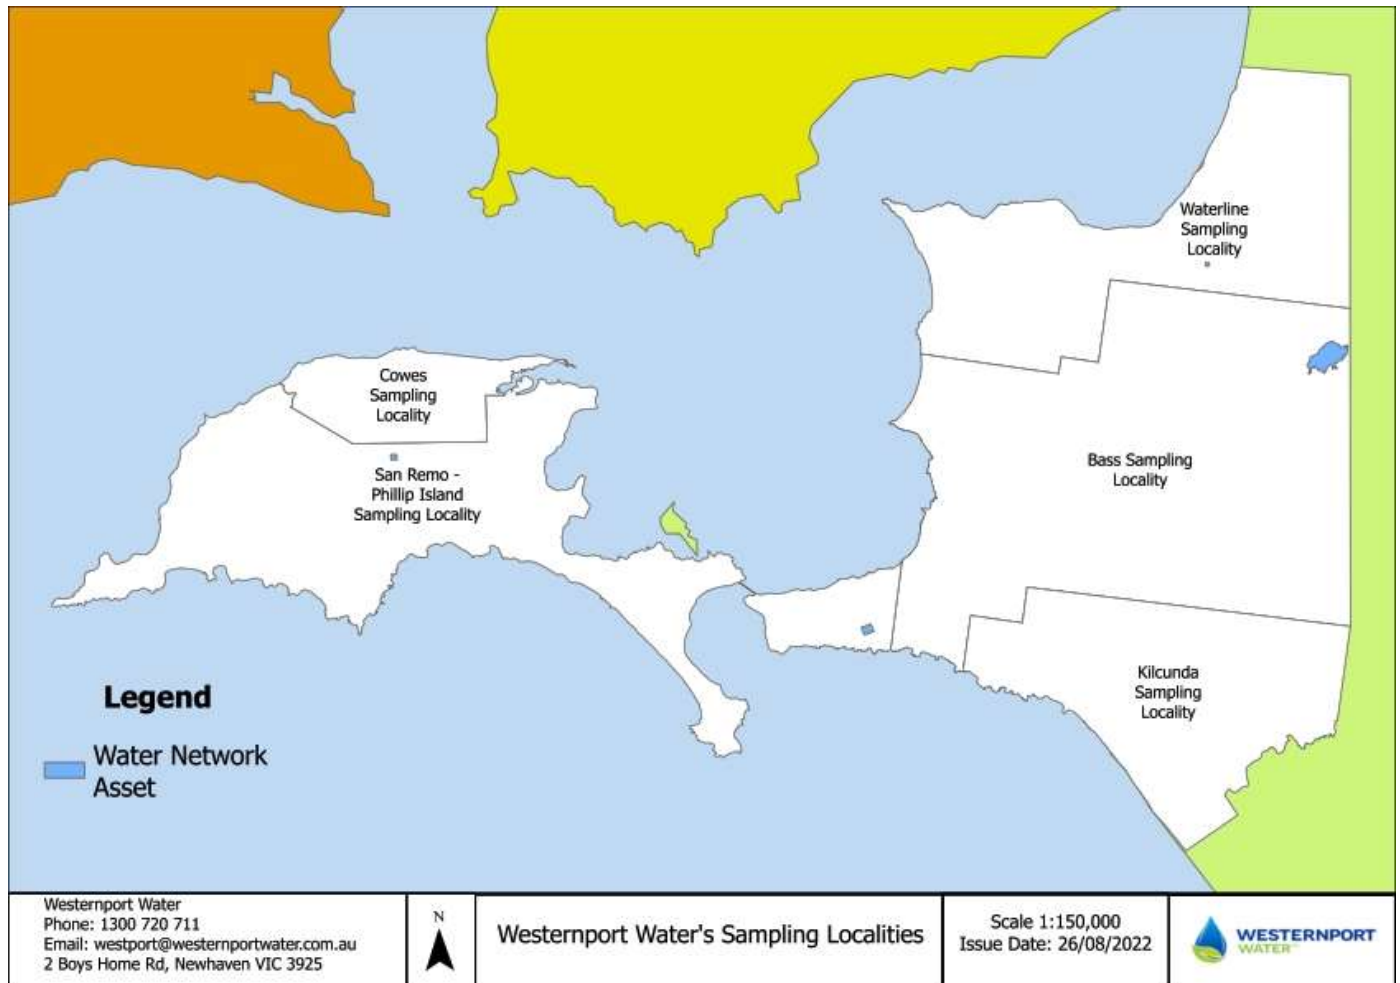 Waterline
Sampling
Locality
Cowes
Sampling
Locality
San Remo -
Phillip Island
Sampling Locality
Bass Sampling
Locality
Kilcunda
Sampling
Locality
Legend
Water Network
Asset
Westernport Water
Phone: 1300 720 711
Email: westport@westernportwater.com.au
2 Boys Home Rd, Newhaven VIC 3925
N
Westernport Water's Sampling Localities
Scale 1:150,000
Issue Date: 26/08/2022
WESTERNPORT
WATER